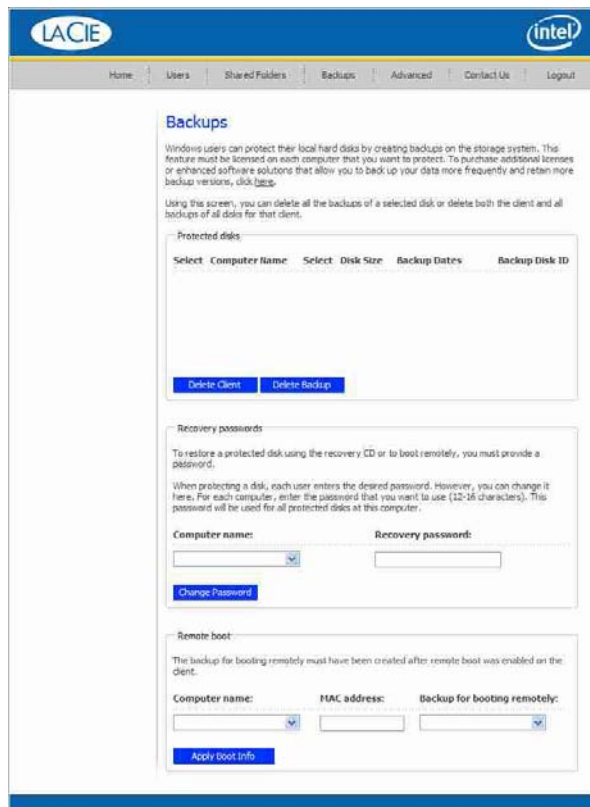 LACIE
intel
Home Users Shared Folders Backups Advanced Contact Us Logout
Backups
Windows users can protect their local hard disks by creating backups on the storage system. This
feature must be licensed on each computer that you want to protect. To purchase additional licenses
or enhanced software solutions that allow you to back up your data more frequently and retain more
backup versions, click here.
Using this screen, you can delete all the backups of a selected disk or delete both the client and all
backups of all disks for that client.
Protected disks
Select Computer Name Select Disk Size Backup Dates Backup Disk ID
Delete Client Delete Backup
Recovery passwords
To restore a protected disk using the recovery CD or to boot remotely, you must provide a
password.
When protecting a disk, each user enters the desired password. However, you can change it
here. For each computer, enter the password that you want to use (12-16 characters). This
password will be used for all protected disks at this computer.
Computer name: Recovery password:
Change Password
Remote boot
The backup for booting remotely must have been created after remote boot was enabled on the
client.
Computer name: MAC address: Backup for booting remotely:
Apply Boot Info